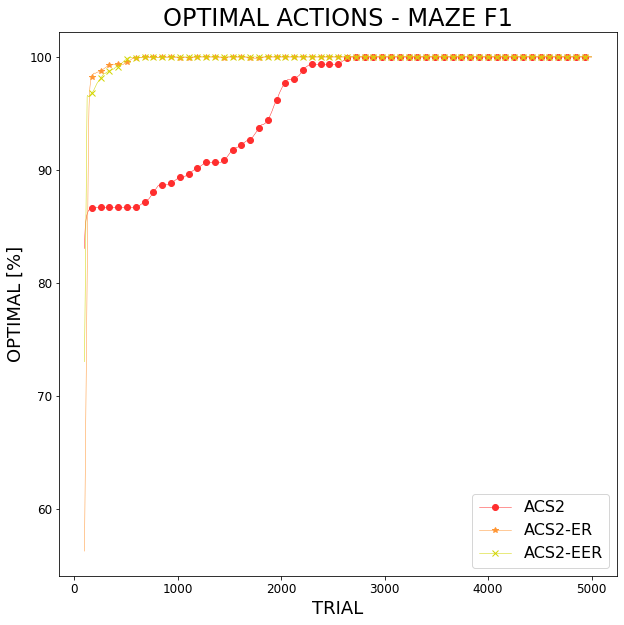 OPTIMAL ACTIONS - MAZE F1
100
90
80
70
60
OPTIMAL [%]
0 1000 2000 3000 4000 5000
TRIAL
ACS2
ACS2-ER
ACS2-EER